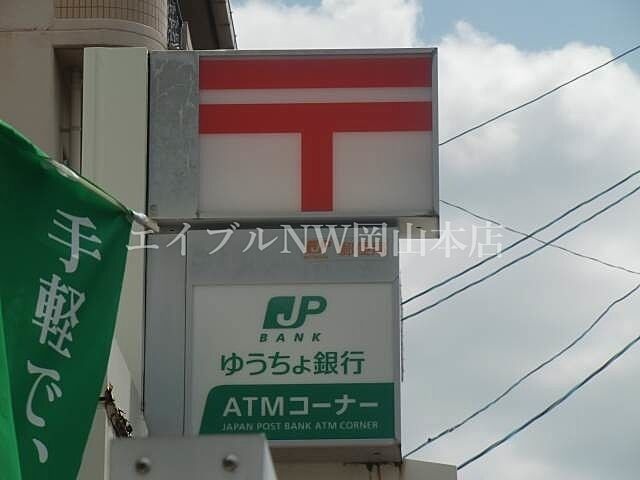 手軽で、
エイブルNW岡山本店
JP
BANK
ゆうちょ銀行
ATMコーナー
JAPAN POST BANK ATM CORNER